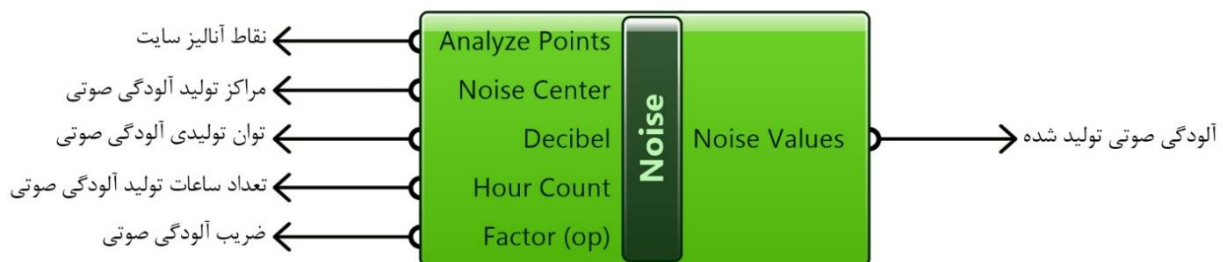 نقاط آنالیز سایت
مراکز تولید آلودگی صوتی
توان تولیدی آلودگی صوتی
تعداد ساعات تولید آلودگی صوتی
ضریب آلودگی صوتی
Analyze Points
Noise Center
Decibel
Hour Count
Factor (op)
Noise
Noise Values
آلودگی صوتی تولید شده